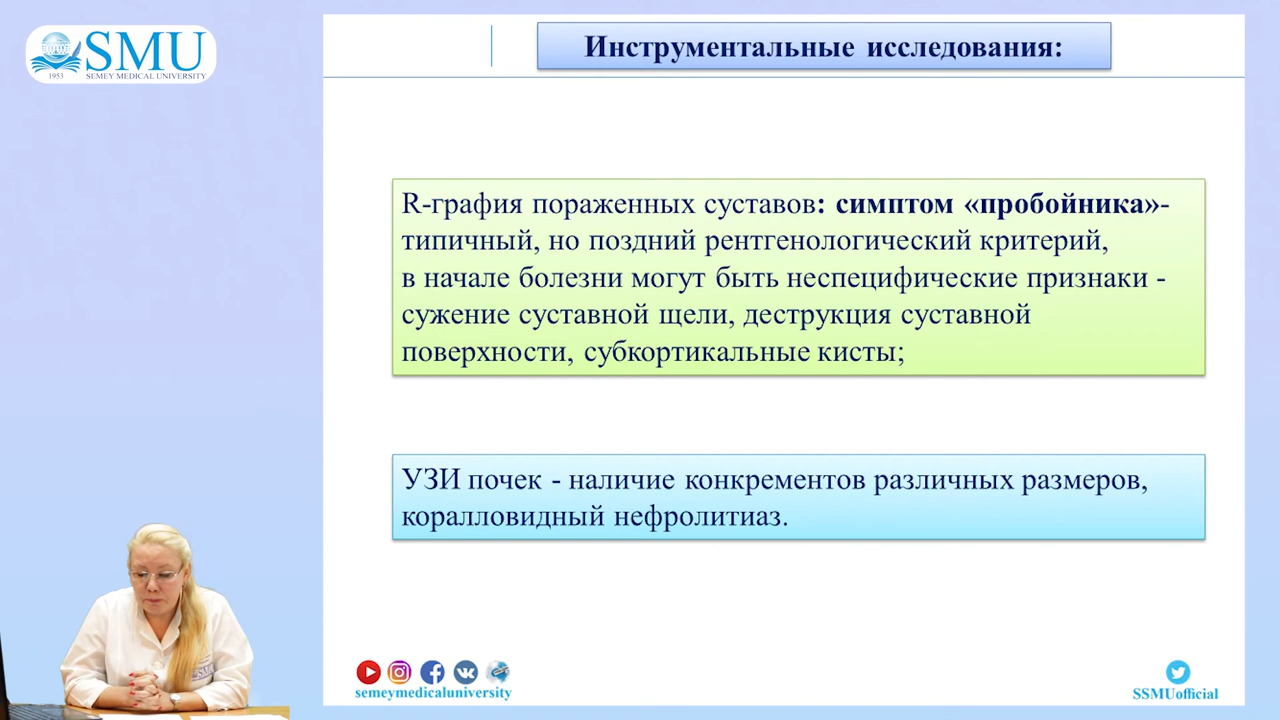 SMU
1953 SEMEY MEDICAL UNIVERSITY
Инструментальные исследования:
R-графия пораженных суставов: симптом «пробойника»-
типичный, но поздний рентгенологический критерий,
в начале болезни могут быть неспецифические признаки -
сужение суставной щели, деструкция суставной
поверхности, субкортикальные кисты;
УЗИ почек - наличие конкрементов различных размеров,
коралловидный нефролитиаз.
semeymedicaluniversity
SSMUofficial